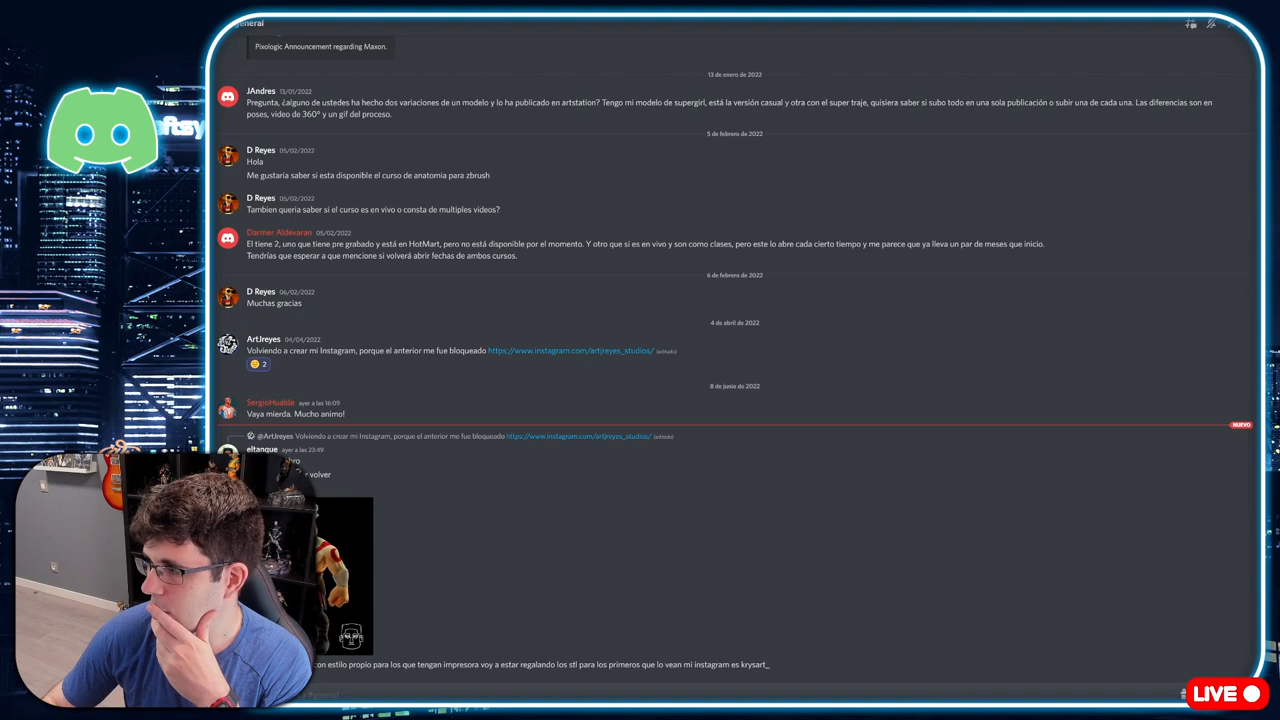 Pixologic Announcement regarding Maxon.
13 de enero de 2022
JAndres 13/01/2022
Pregunta, ¿alguno de ustedes ha hecho dos variaciones de un modelo y lo ha publicado en artstation? Tengo mi modelo de supergirl, está la versión casual y otra con el super traje, quisiera saber si subo todo en una sola publicación o subir una de cada una. Las diferencias son en
poses, video de 360° y un gif del proceso.
5 de febrero de 2022
D Reyes 05/02/2022
Hola
Me gustaria saber si esta disponible el curso de anatomia para zbrush
D Reyes 05/02/2022
Tambien queria saber si el curso es en vivo o consta de multiples videos?
Darmer Aldevaran 05/02/2022
El tiene 2, uno que tiene pre grabado y está en HotMart, pero no está disponible por el momento. Y otro que si es en vivo y son como clases, pero este lo abre cada cierto tiempo y me parece que ya lleva un par de meses que inicio.
Tendrías que esperar a que mencione si volverá abrir fechas de ambos cursos.
6 de febrero de 2022
D Reyes 06/02/2022
Muchas gracias
4 de abril de 2022
ArtJreyes 04/04/2022
Volviendo a crear mi Instagram, porque el anterior me fue bloqueado https://www.instagram.com/artjreyes_studios/ (editado)
2
8 de junio de 2022
SergioHualde ayer a las 16:09
Vaya mierda. Mucho animo!
NUEVO
@ArtJreyes Volviendo a crear mi Instagram, porque el anterior me fue bloqueado https://www.instagram.com/artjreyes_studios/ (editado)
eltanque ayer a las 23:49
volver
con estilo propio para los que tengan impresora voy a estar regalando los stl para los primeros que lo vean mi instagram es krysart_
LIVE